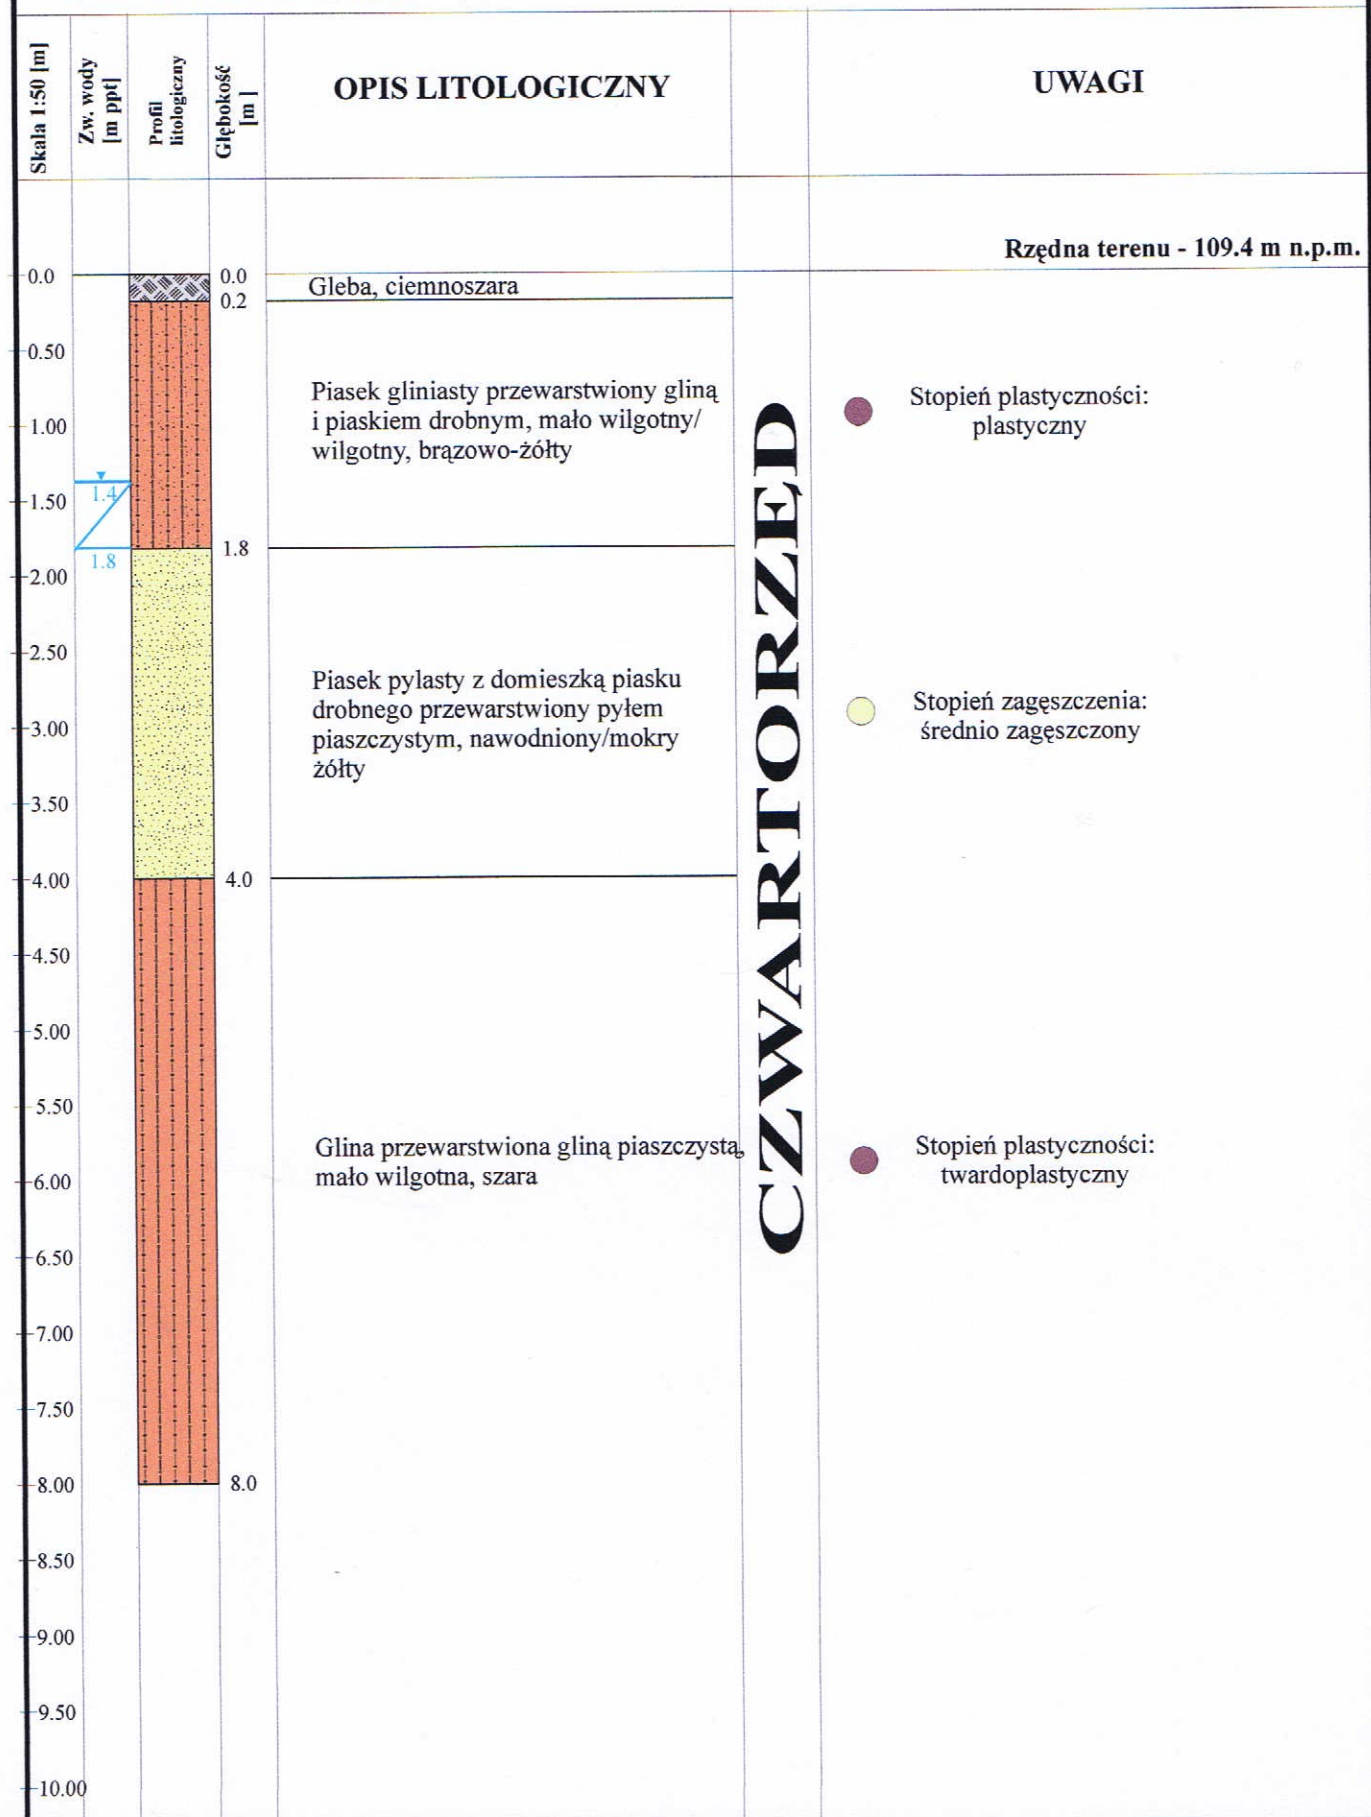 Skala 1:50 [m]
Zw. wody
[m ppt]
Profil
litologiczny
Głębokość
[m ]
OPIS LITOLOGICZNY
UWAGI
Rzędna terenu - 109.4 m n.p.m.
0.0
0.0
Gleba, ciemnoszara
0.2
0.50
Piasek gliniasty przewarstwiony gliną
i piaskiem drobnym, mało wilgotny/
wilgotny, brązowo-żółty
Stopień plastyczności:
plastyczny
1.00
1.4
1.50
1.8
1.8
2.00
2.50
Piasek pylasty z domieszką piasku
drobnego przewarstwiony pyłem
piaszczystym, nawodniony/mokry
żółty
Stopień zagęszczenia:
średnio zagęszczony
3.00
3.50
4.00
4.0
CZWARTORZĘD
4.50
5.00
5.50
Glina przewarstwiona gliną piaszczystą,
mało wilgotna, szara
Stopień plastyczności:
twardoplastyczny
6.00
6.50
7.00
7.50
8.00
8.0
8.50
9.00
9.50
10.00